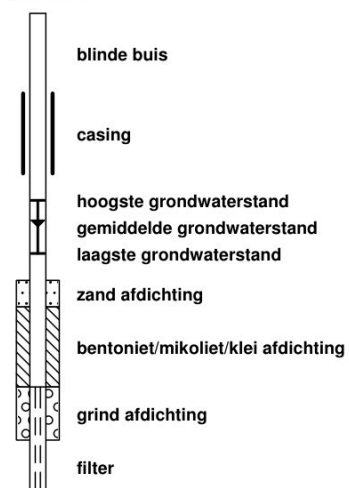 blinde buis
casing
hoogste grondwaterstand
gemiddelde grondwaterstand
laagste grondwaterstand
zand afdichting
bentoniet/mikoliet/klei afdichting
grind afdichting
filter